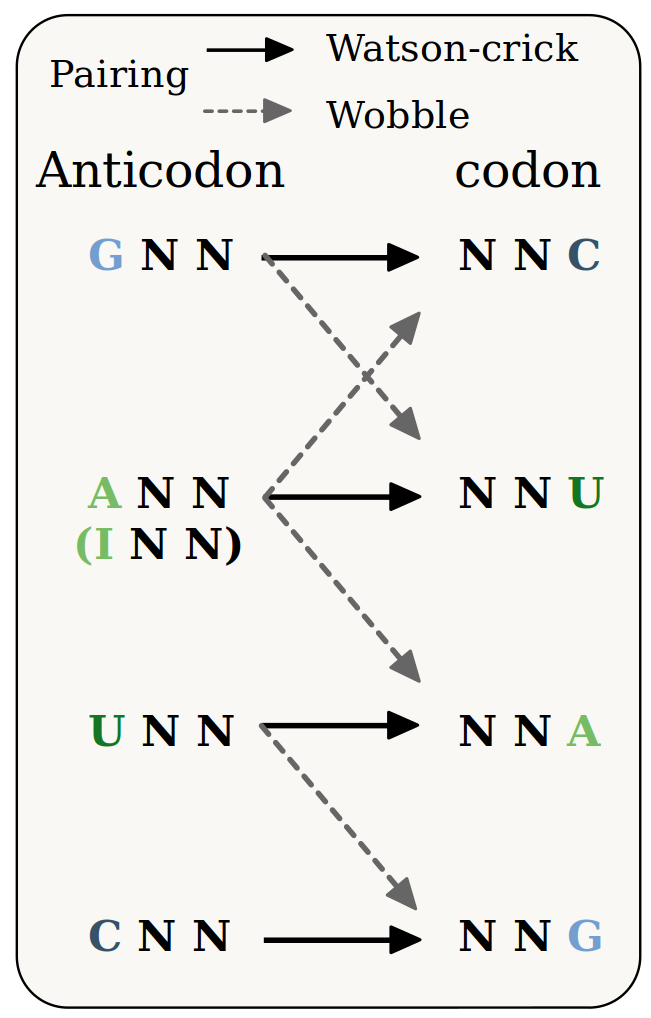 Pairing
Watson-crick
Wobble
Anticodon codon
G N N N N C
A N N N N U
(I N N)
U N N N N A
C N N N N G